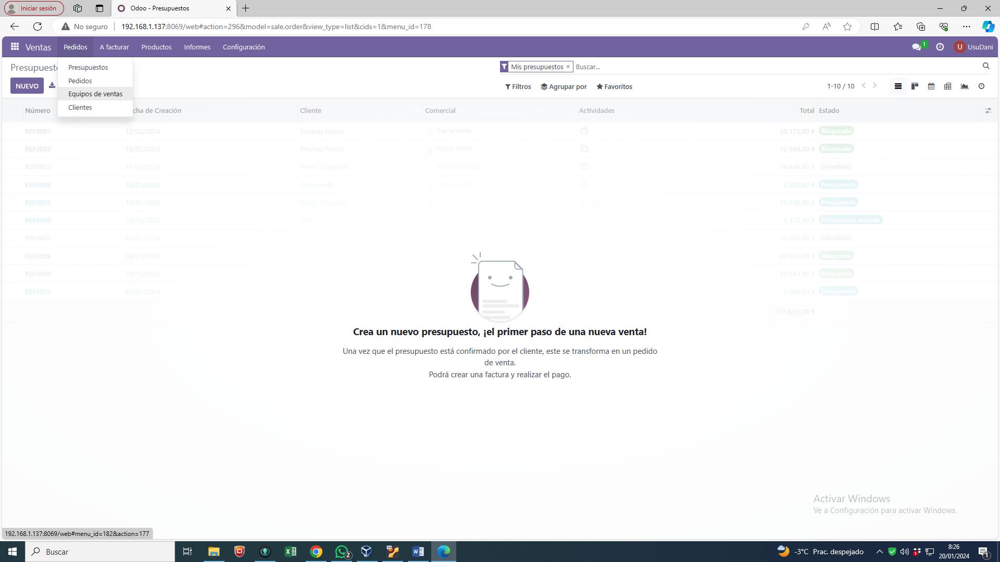 Iniciar sesión
Odoo - Presupuestos
No seguro
192.168.1.137:8069/web#action=296&model=sale.order&view_type=list&cids=1&menu_id=178
Ventas Pedidos A facturar Productos Informes Configuración
1
U UsuDani
Presupuesto
Mis presupuestos × Buscar...
Presupuestos
Pedidos
Equipos de ventas
Clientes
NUEVO
Filtros Agrupar por Favoritos
1-10 / 10
Número cha de Creación Cliente Comercial Actividades Total Estado
REF0001 12/02/2024 Thomas Passot Carrie Helle 29.175,00 € Bloqueado
REF0002 19/02/2024 Thomas Passot Carrie Helle 12.989,00 € Bloqueado
REF0003 11/01/2024 Henry Campbell Thomas Passot 78.440,00 € Cancelado
REF0004 18/01/2024 Carrie Helle Wendi Baltz 7.588,00 € Presupuesto
REF0005 15/01/2024 Henry Campbell 15.236,00 € Presupuesto
REF0006 29/12/2023 Wendi Baltz 5.472,00 € Presupuesto enviado
REF0007 03/02/2024 33.842,00 € Cancelado
REF0008 08/01/2024 69.553,00 € Bloqueado
REF0009 22/12/2023 62.347,00 € Bloqueado
REF0010 09/03/2024 3.309,00 € Presupuesto
317.951,00 €
Crea un nuevo presupuesto, ¡el primer paso de una nueva venta!
Una vez que el presupuesto está confirmado por el cliente, este se transforma en un pedido
de venta.
Podrá crear una factura y realizar el pago.
Activar Windows
Ve a Configuración para activar Windows.
192.168.1.137:8069/web#menu_id=182&action=177
Buscar
2
-3°C Prac. despejado
8:26
20/01/2024
1